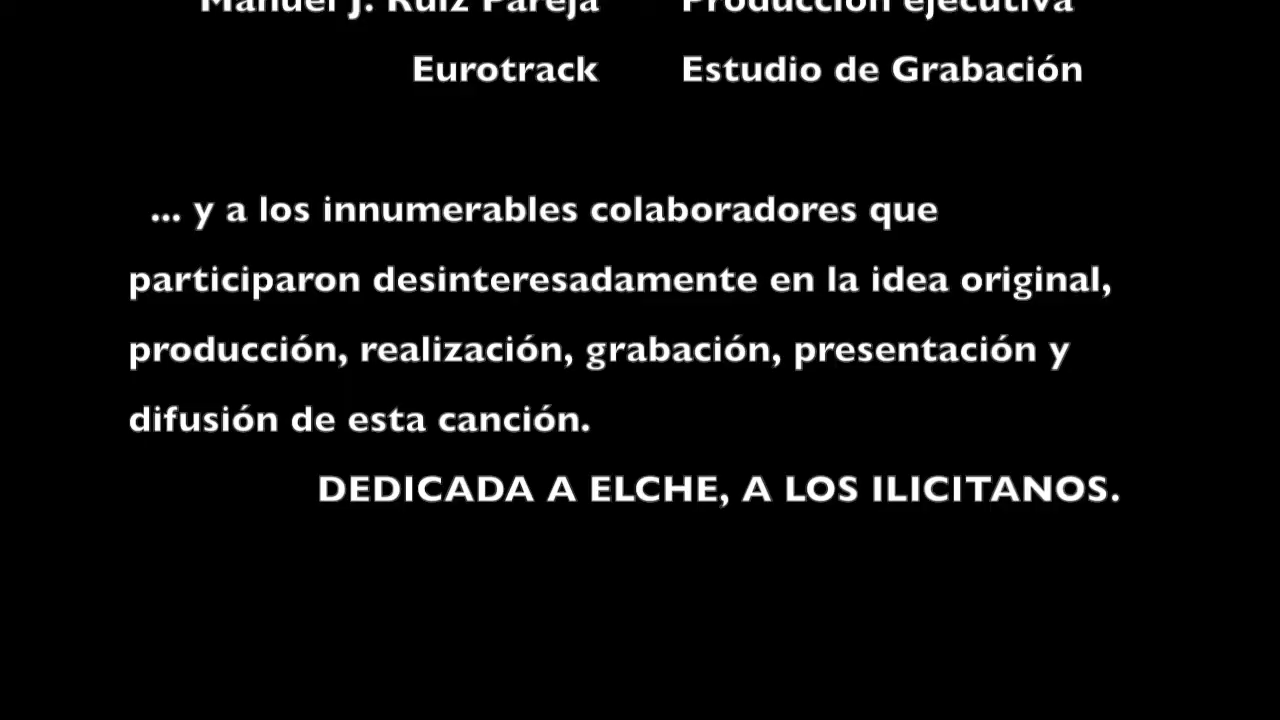 Manuel J. Ruiz Pareja Producción ejecutiva
Eurotrack Estudio de Grabación
... y a los innumerables colaboradores que
participaron desinteresadamente en la idea original,
producción, realización, grabación, presentación y
difusión de esta canción.
DEDICADA A ELCHE, A LOS ILICITANOS.